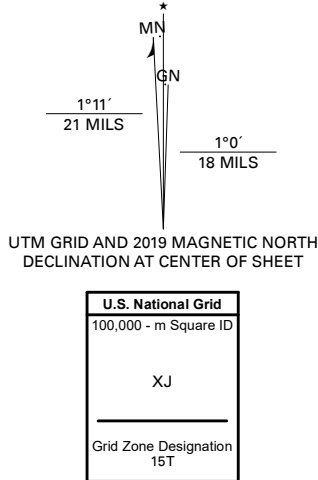 ★
MN
GN
1°11´
21 MILS
1°0´
18 MILS
UTM GRID AND 2019 MAGNETIC NORTH
DECLINATION AT CENTER OF SHEET
U.S. National Grid
100,000 - m Square ID
XJ
Grid Zone Designation
15T